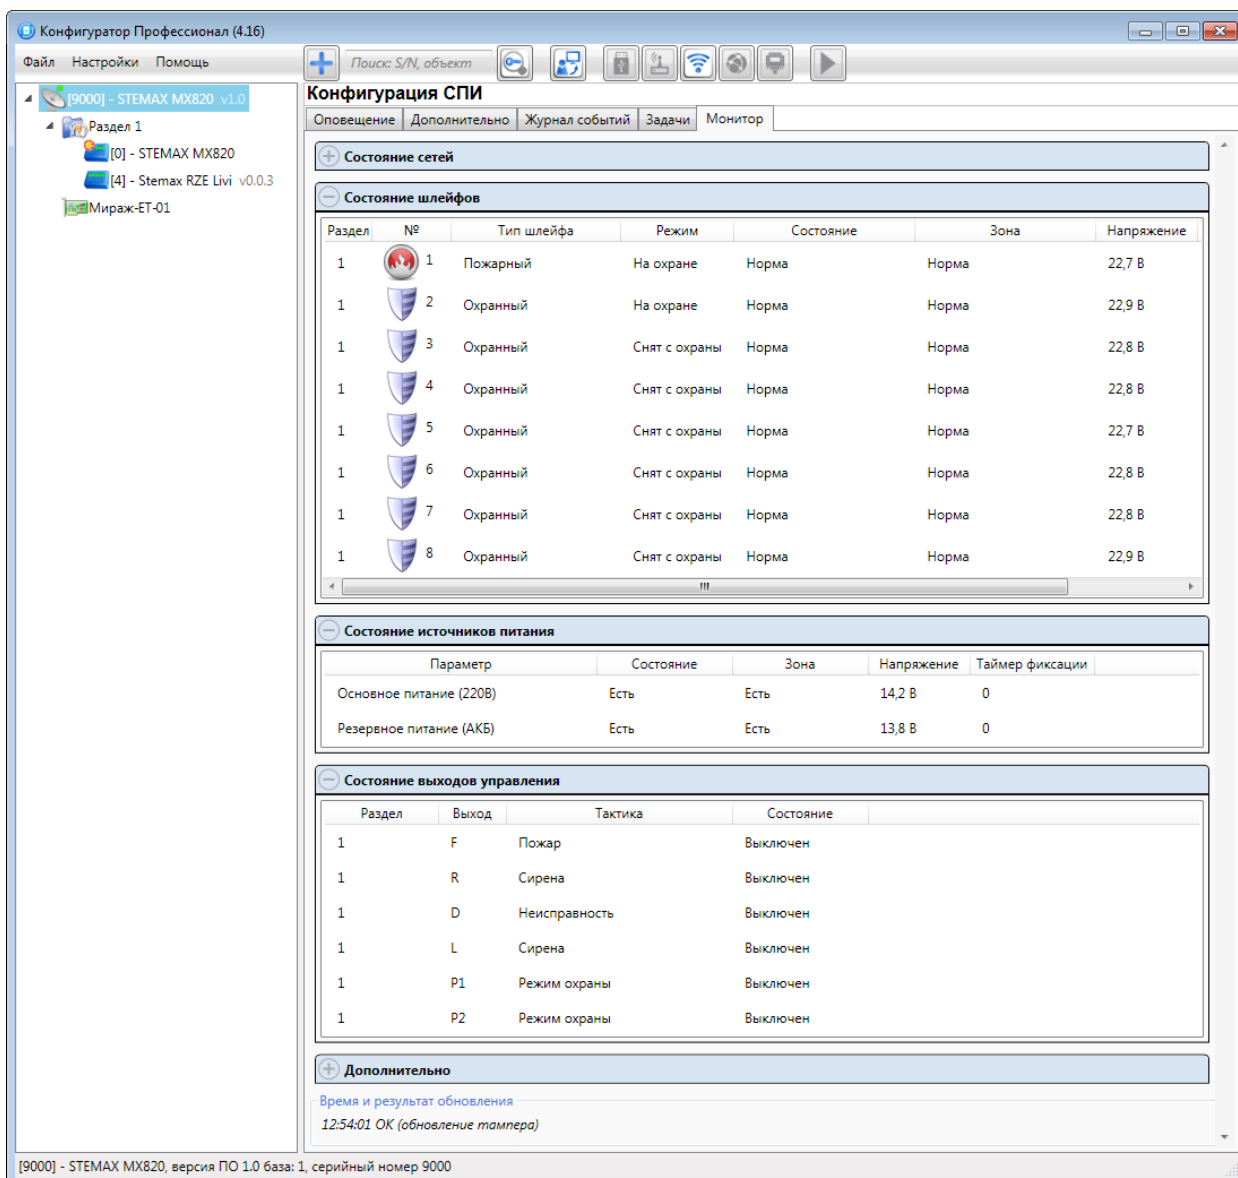 Конфигуратор Профессионал (4.16)
Файл Настройки Помощь Поиск: S/N, объект
[9000] - STEMAX MX820 v1.0
Раздел 1
[0] - STEMAX MX820
[4] - Stemax RZE Livi v0.0.3
Мираж-ET-01
Конфигурация СПИ
Оповещение Дополнительно Журнал событий Задачи Монитор
Состояние сетей
Состояние шлейфов
Раздел № Тип шлейфа Режим Состояние Зона Напряжение
1 1 Пожарный На охране Норма Норма 22,7 В
1 2 Охранный На охране Норма Норма 22,9 В
1 3 Охранный Снят с охраны Норма Норма 22,8 В
1 4 Охранный Снят с охраны Норма Норма 22,8 В
1 5 Охранный Снят с охраны Норма Норма 22,7 В
1 6 Охранный Снят с охраны Норма Норма 22,8 В
1 7 Охранный Снят с охраны Норма Норма 22,8 В
1 8 Охранный Снят с охраны Норма Норма 22,9 В
Состояние источников питания
Параметр Состояние Зона Напряжение Таймер фиксации
Основное питание (220В) Есть Есть 14,2 В 0
Резервное питание (АКБ) Есть Есть 13,8 В 0
Состояние выходов управления
Раздел Выход Тактика Состояние
1 F Пожар Выключен
1 R Сирена Выключен
1 D Неисправность Выключен
1 L Сирена Выключен
1 P1 Режим охраны Выключен
1 P2 Режим охраны Выключен
Дополнительно
Время и результат обновления
12:54:01 OK (обновление тампера)
[9000] - STEMAX MX820, версия ПО 1.0 база: 1, серийный номер 9000